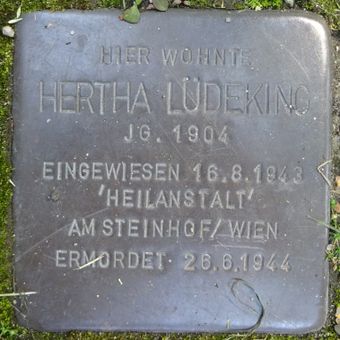 HIER WOHNTE
HERTHA LÜDEKING
JG. 1904
EINGEWIESEN 16.8.1943
'HEILANSTALT'
AM STEINHOF/WIEN
ERMORDET 26.6.1944